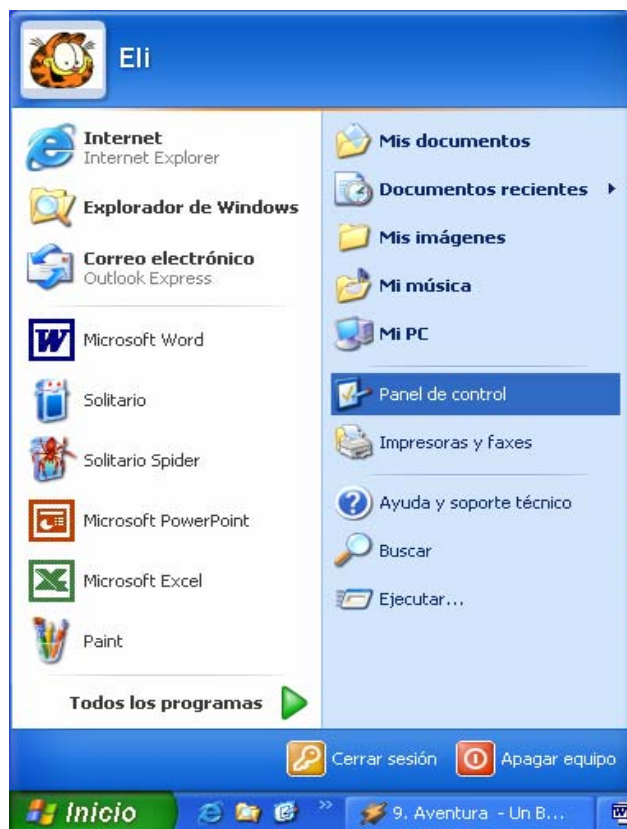 Eli
Internet
Internet Explorer
Explorador de Windows
Correo electrónico
Outlook Express
Microsoft Word
Solitario
Solitario Spider
Microsoft PowerPoint
Microsoft Excel
Paint
Todos los programas
Mis documentos
Documentos recientes
Mis imágenes
Mi música
Mi PC
Panel de control
Impresoras y faxes
Ayuda y soporte técnico
Buscar
Ejecutar...
Cerrar sesión Apagar equipo
Inicio » 9. Aventura - Un B...